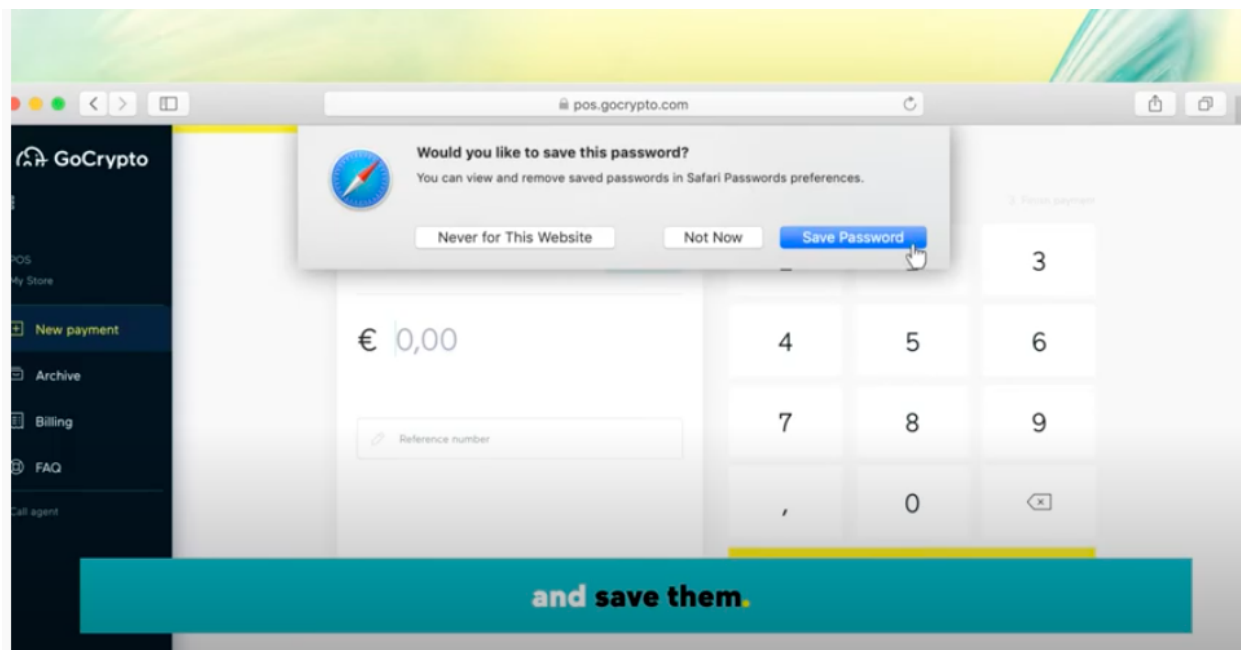 pos.gocrypto.com
GoCrypto
Would you like to save this password?
You can view and remove saved passwords in Safari Passwords preferences.
Never for This Website
Not Now
Save Password
POS
My Store
New payment
Archive
Billing
FAQ
Call agent
€ 0,00
Reference number
3
4 5 6
7 8 9
, 0
and save them.